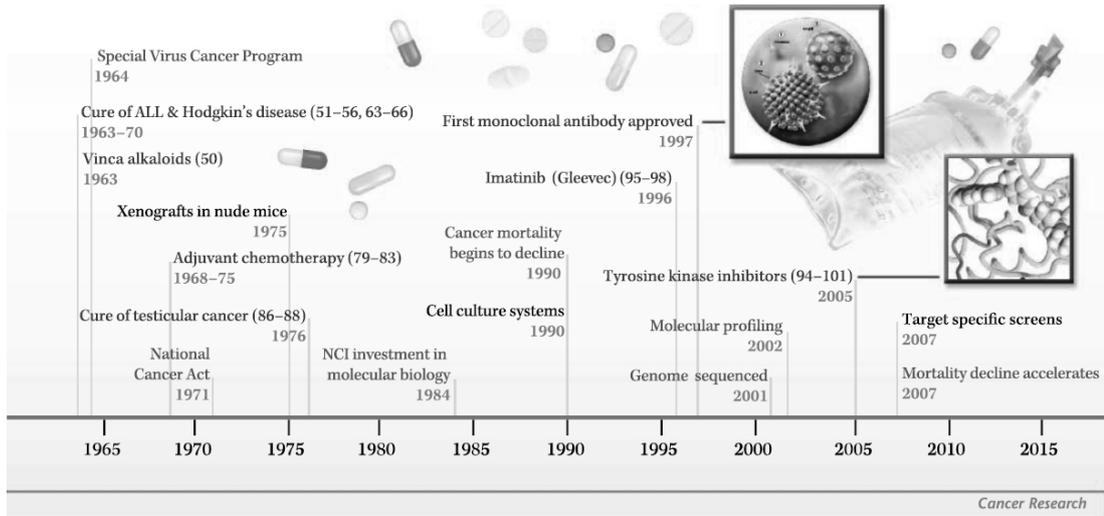 Special Virus Cancer Program
1964
Cure of ALL & Hodgkin's disease (51–56, 63–66)
1963–70
Vinca alkaloids (50)
1963
Xenografts in nude mice
1975
Adjuvant chemotherapy (79–83)
1968–75
Cure of testicular cancer (86–88)
1976
National
Cancer Act
1971
NCI investment in
molecular biology
1984
First monoclonal antibody approved
1997
Imatinib (Gleevec) (95–98)
1996
Cancer mortality
begins to decline
1990
Cell culture systems
1990
Tyrosine kinase inhibitors (94–101)
2005
Molecular profiling
2002
Genome sequenced
2001
Target specific screens
2007
Mortality decline accelerates
2007
1965 1970 1975 1980 1985 1990 1995 2000 2005 2010 2015
Cancer Research